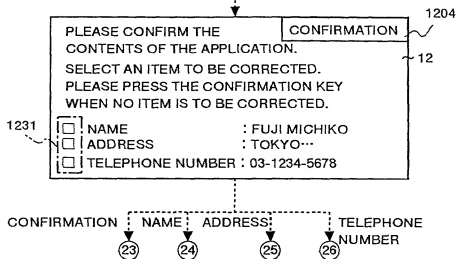 1204
PLEASE CONFIRM THE CONFIRMATION
CONTENTS OF THE APPLICATION.
12
SELECT AN ITEM TO BE CORRECTED.
PLEASE PRESS THE CONFIRMATION KEY
WHEN NO ITEM IS TO BE CORRECTED.
1231
NAME : FUJI MICHIKO
ADDRESS : TOKYO···
TELEPHONE NUMBER : 03-1234-5678
CONFIRMATION NAME ADDRESS TELEPHONE
NUMBER
23 24 25 26